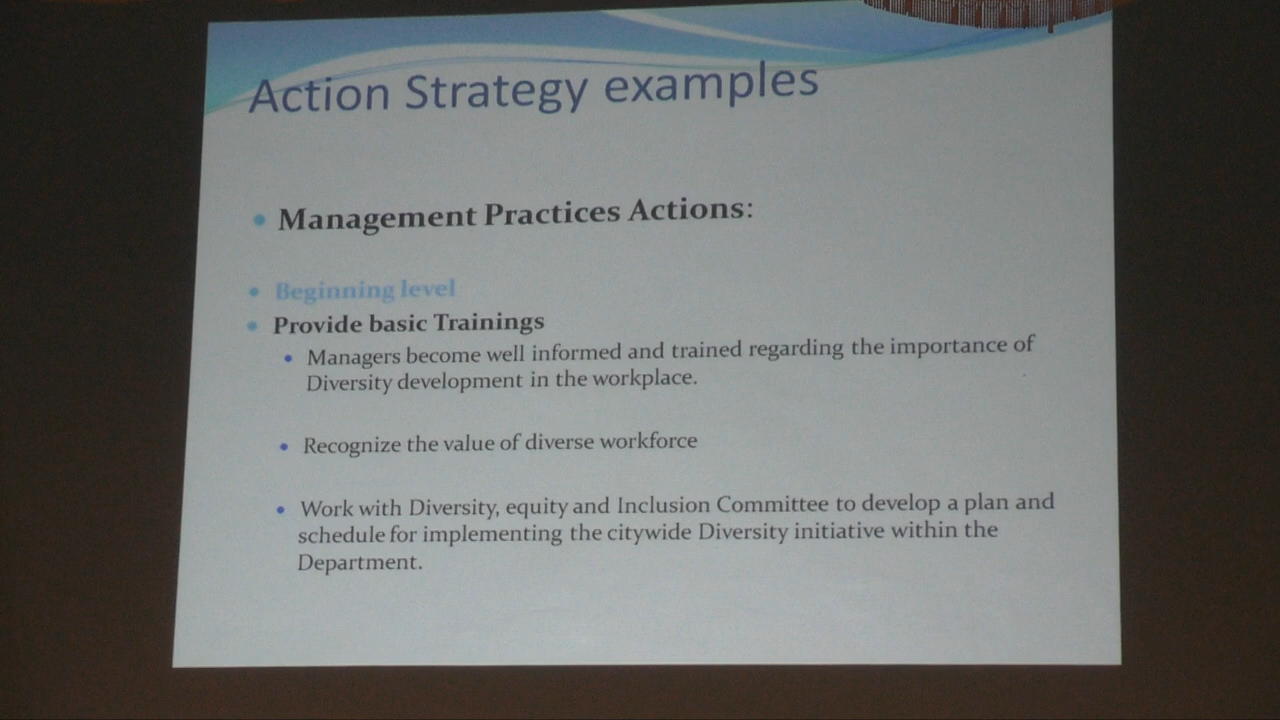 Action Strategy examples
Management Practices Actions:
Beginning level
Provide basic Trainings
Managers become well informed and trained regarding the importance of
Diversity development in the workplace.
Recognize the value of diverse workforce
Work with Diversity, equity and Inclusion Committee to develop a plan and
schedule for implementing the citywide Diversity initiative within the
Department.